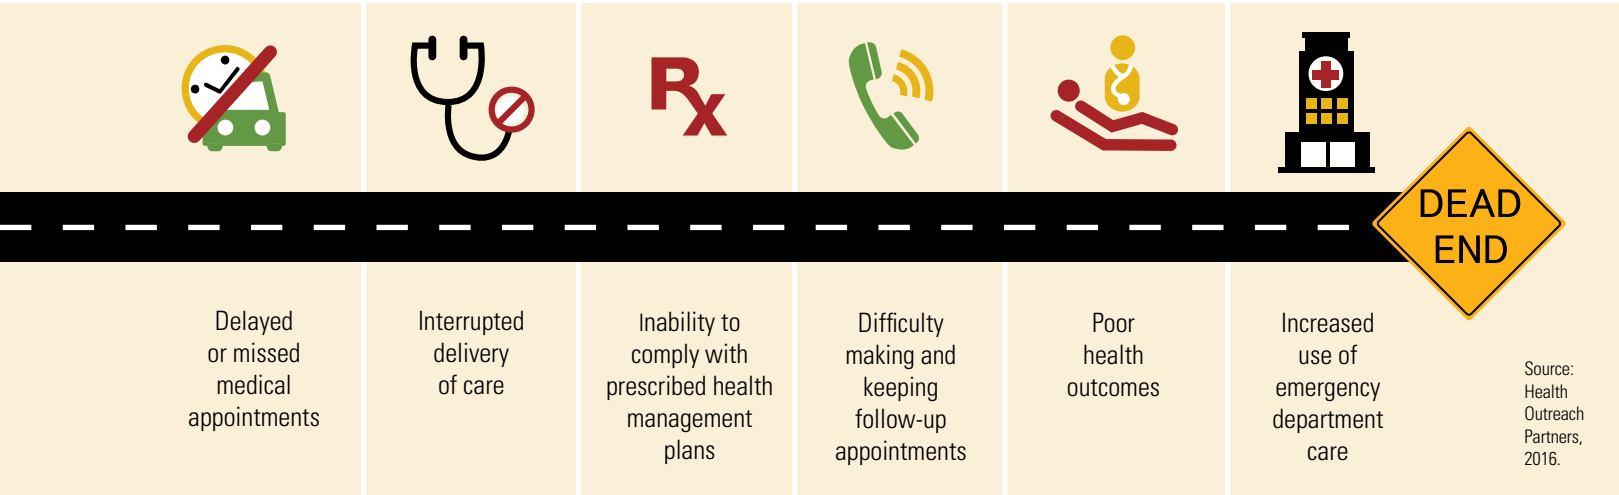 Rx
DEAD
END
Delayed
or missed
medical
appointments
Interrupted
delivery
of care
Inability to
comply with
prescribed health
management
plans
Difficulty
making and
keeping
follow-up
appointments
Poor
health
outcomes
Increased
use of
emergency
department
care
Source:
Health
Outreach
Partners,
2016.